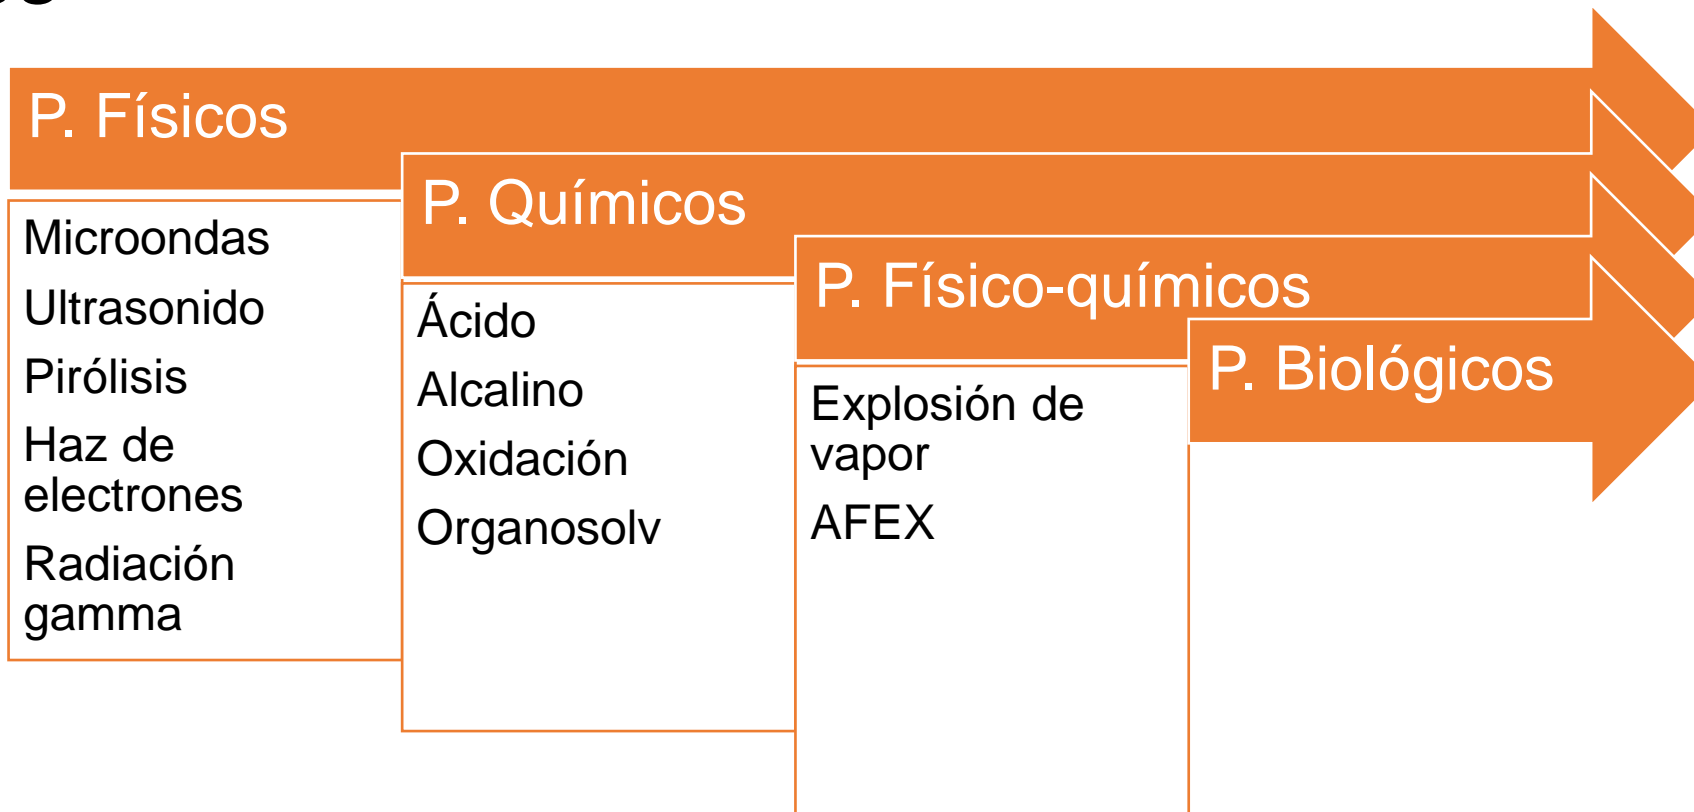 P. Físicos
Microondas
Ultrasonido
Pirólisis
Haz de
electrones
Radiación
gamma
P. Químicos
Ácido
Alcalino
Oxidación
Organosolv
P. Físico-químicos
Explosión de
vapor
AFEX
P. Biológicos